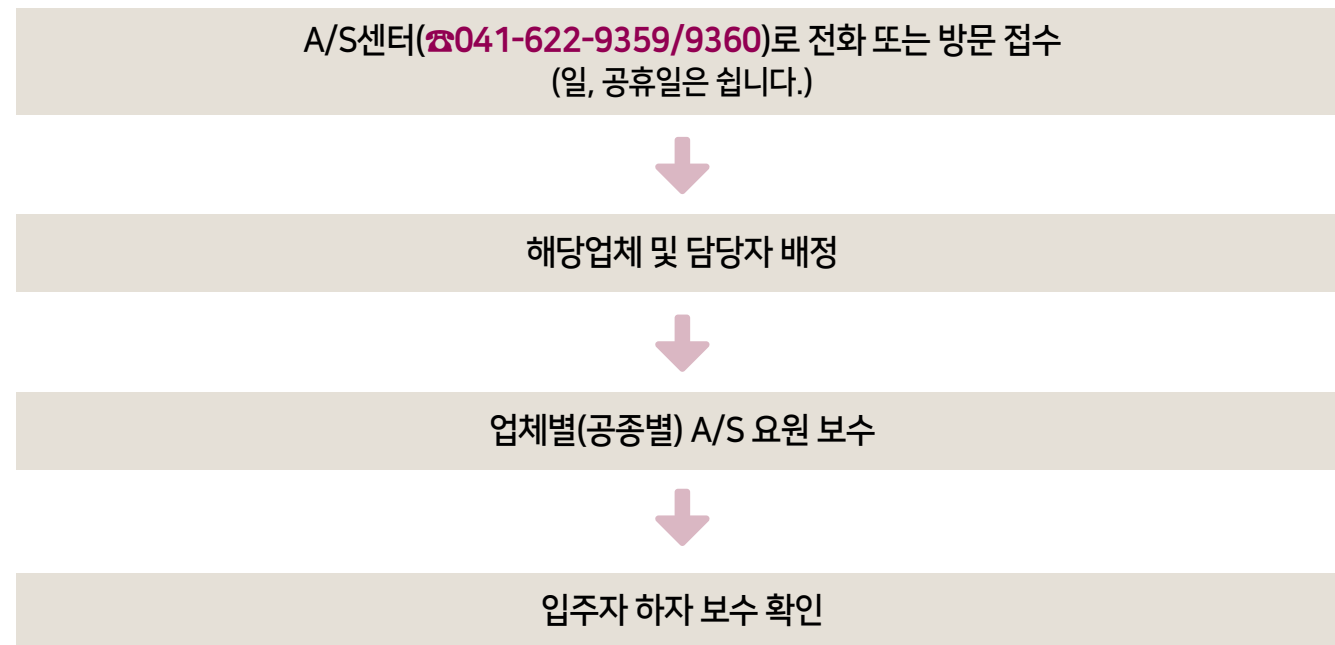 A/S센터(☎041-622-9359/9360)로 전화 또는 방문 접수
(일, 공휴일은 쉽니다.)
해당업체 및 담당자 배정
업체별(공종별) A/S 요원 보수
입주자 하자 보수 확인